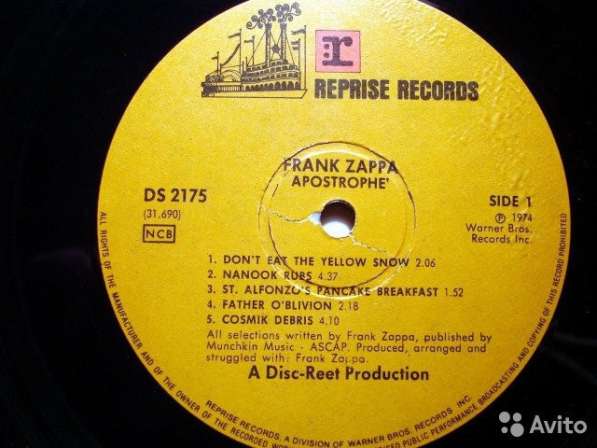 r
REPRISE RECORDS
FRANK ZAPPA
APOSTROPHE'
DS 2175
(31.690)
NCB
SIDE 1
℗ 1974
Warner Bros.
Records Inc.
1. DON'T EAT THE YELLOW SNOW 2.06
2. NANOOK RUBS 4.37
3. ST. ALFONZO'S PANCAKE BREAKFAST 1.52
4. FATHER O'BLIVION 2.18
5. COSMIK DEBRIS 4.10
All selections written by Frank Zappa, published by
Munchkin Music - ASCAP. Produced, arranged and
struggled with: Frank Zappa.
A Disc-Reet Production
ALL RIGHTS OF THE MANUFACTURER AND OF THE OWNER OF THE RECORDED WORK PUBLIC PERFORMANCE, BROADCASTING AND COPYING OF THIS RECORD PROHIBITED
REPRISE RECORDS, A DIVISION OF WARNER BROS. RECORDS INC.
Avito